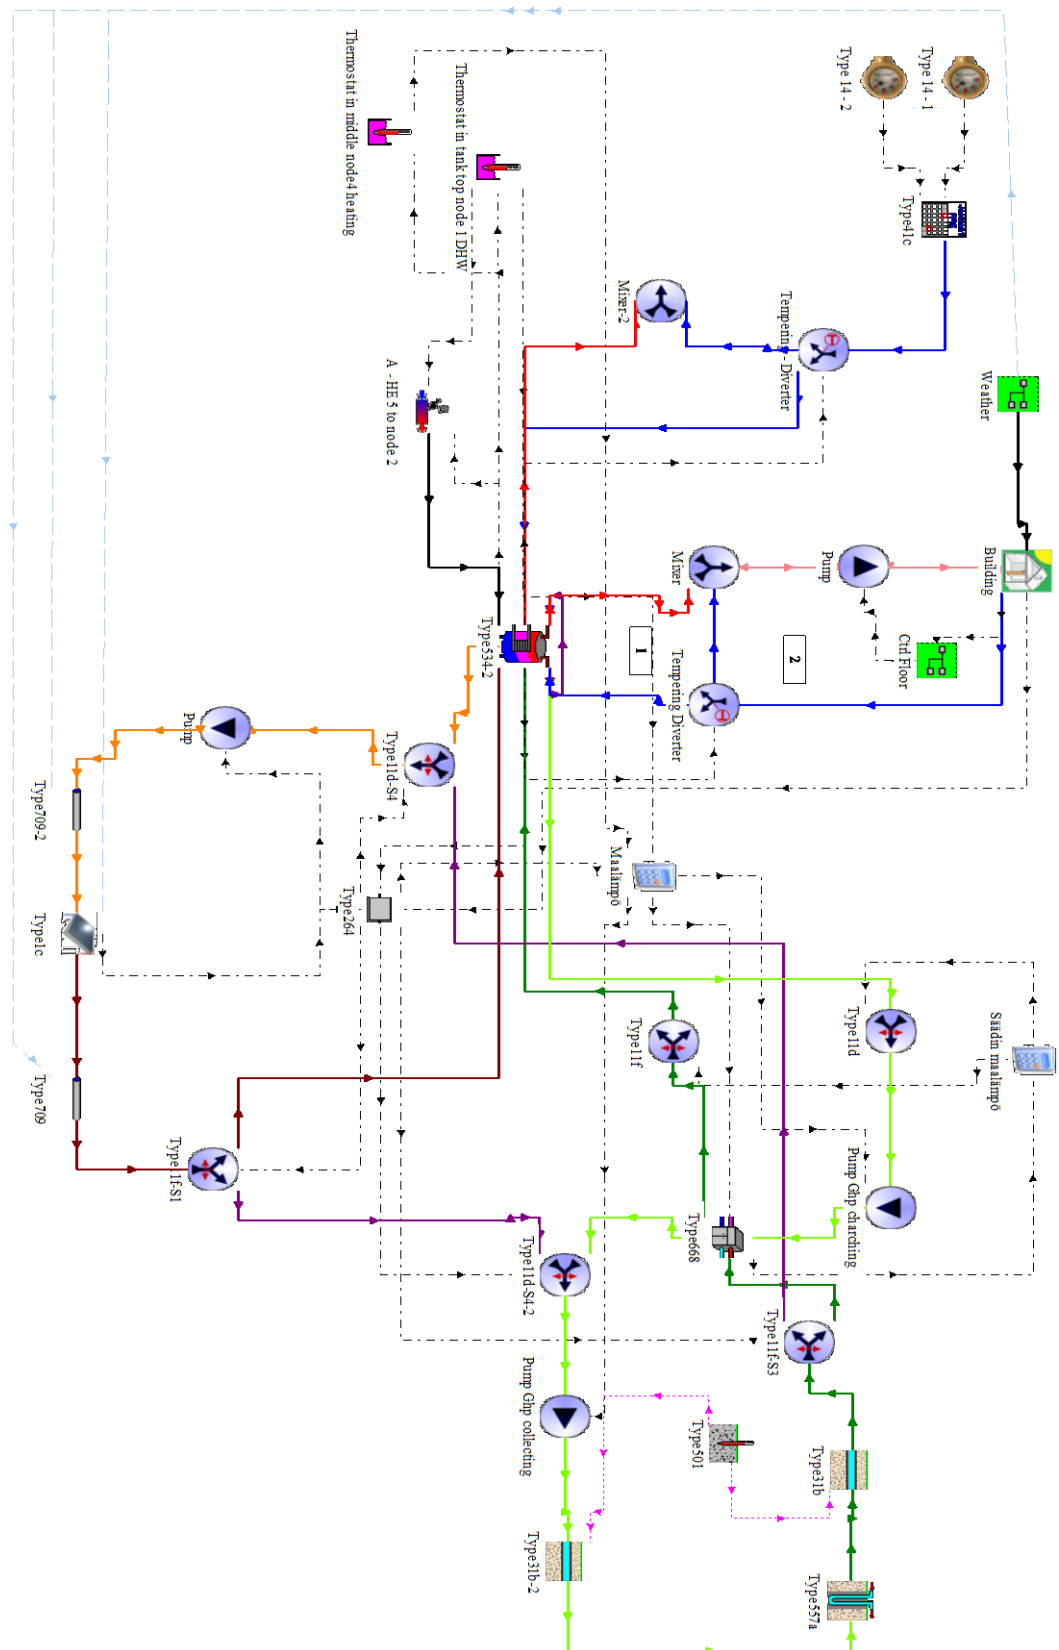 Thermostat in middle node4 heating
Thermostat in tank top node 1 DHW
Type 14 - 2
Type 14 - 1
Type41c
Mixer-2
Tempering - Diverter
Weather
A - HE 5 to node 2
Mixer
Pump
Building
Ctrl Floor
1
2
Type534-2
Tempering Diverter
Pump
Type11d-S4
Type709-2
Type1c
Type264
Maalämpö
Type11f
Type11d
Säädin maalämpö
Type709
Type11f-S1
Pump Ghp charching
Type668
Type11d-S4-2
Type11f-S3
Pump Ghp collecting
Type501
Type31b
Type31b-2
Type557a